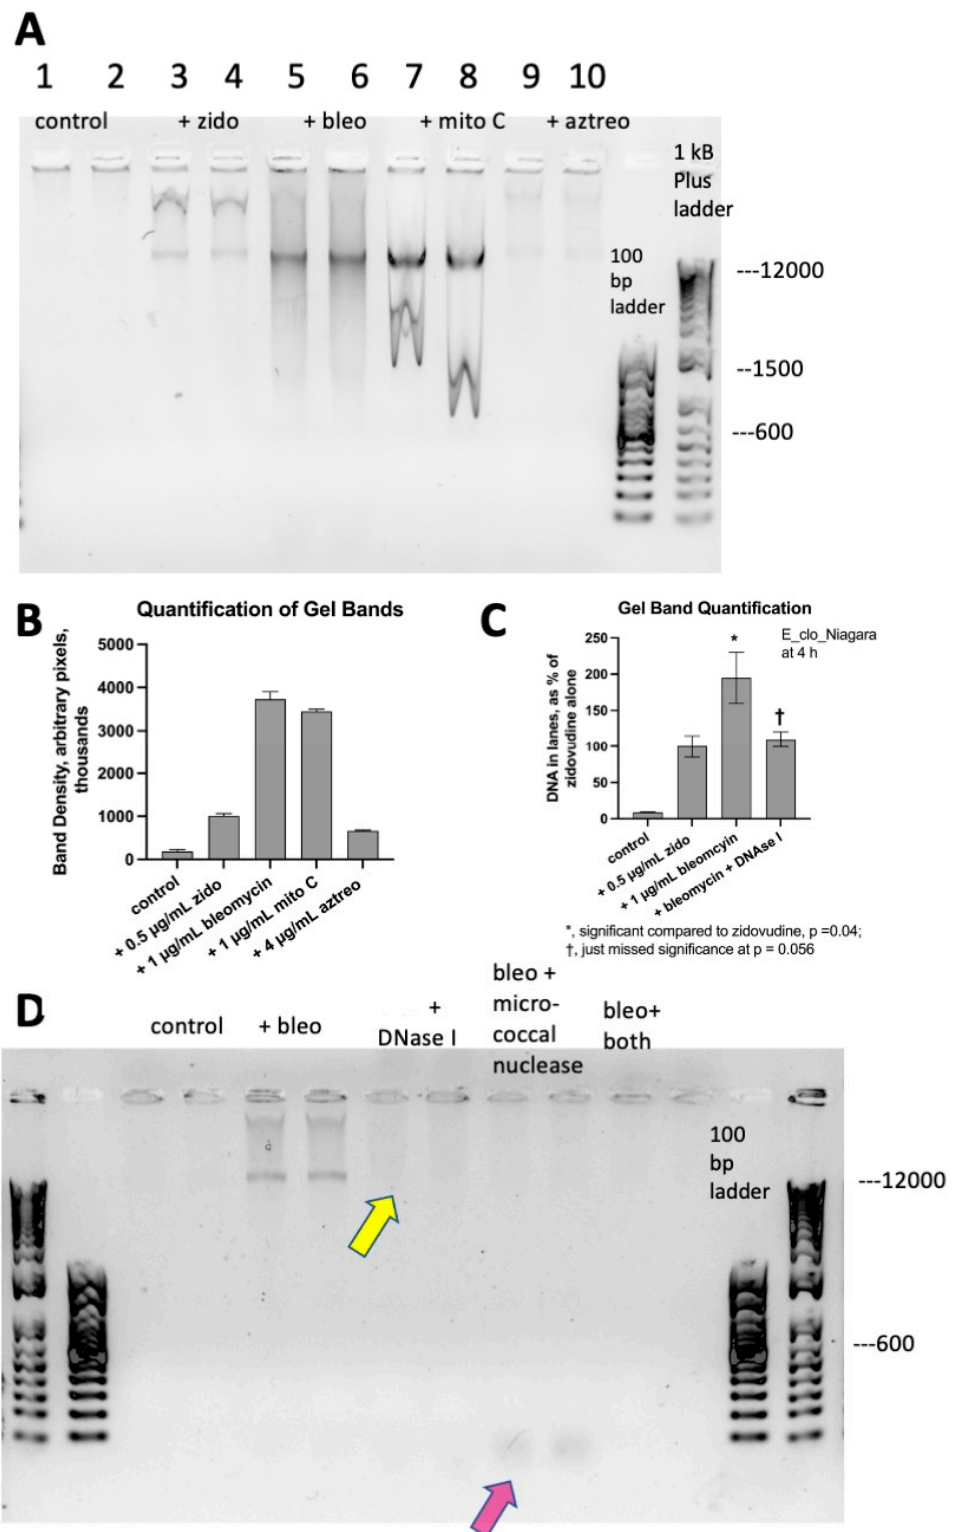 A
1 2 3 4 5 6 7 8 9 10
control + zido + bleo + mito C + aztreo
1 kB
Plus
ladder
100
bp
ladder
---12000
--1500
---600
B
Quantification of Gel Bands
Band Density, arbitrary pixels,
thousands
5000
4000
3000
2000
1000
0
control
+ 0.5 µg/mL zido
+ 1 µg/mL bleomycin
+ 1 µg/mL mito C
+ 4 µg/mL aztreo
C
Gel Band Quantification
E_clo_Niagara
at 4 h
DNA in lanes, as % of
zidovudine alone
250
200
150
100
50
0
*
†
control
+ 0.5 µg/mL zido
+ 1 µg/mL bleomcyin
+ bleomycin + DNAse I
*, significant compared to zidovudine, p =0.04;
†, just missed significance at p = 0.056
D
control
+ bleo
+
DNase I
bleo +
micro-
coccal
nuclease
bleo+
both
100
bp
ladder
---12000
---600